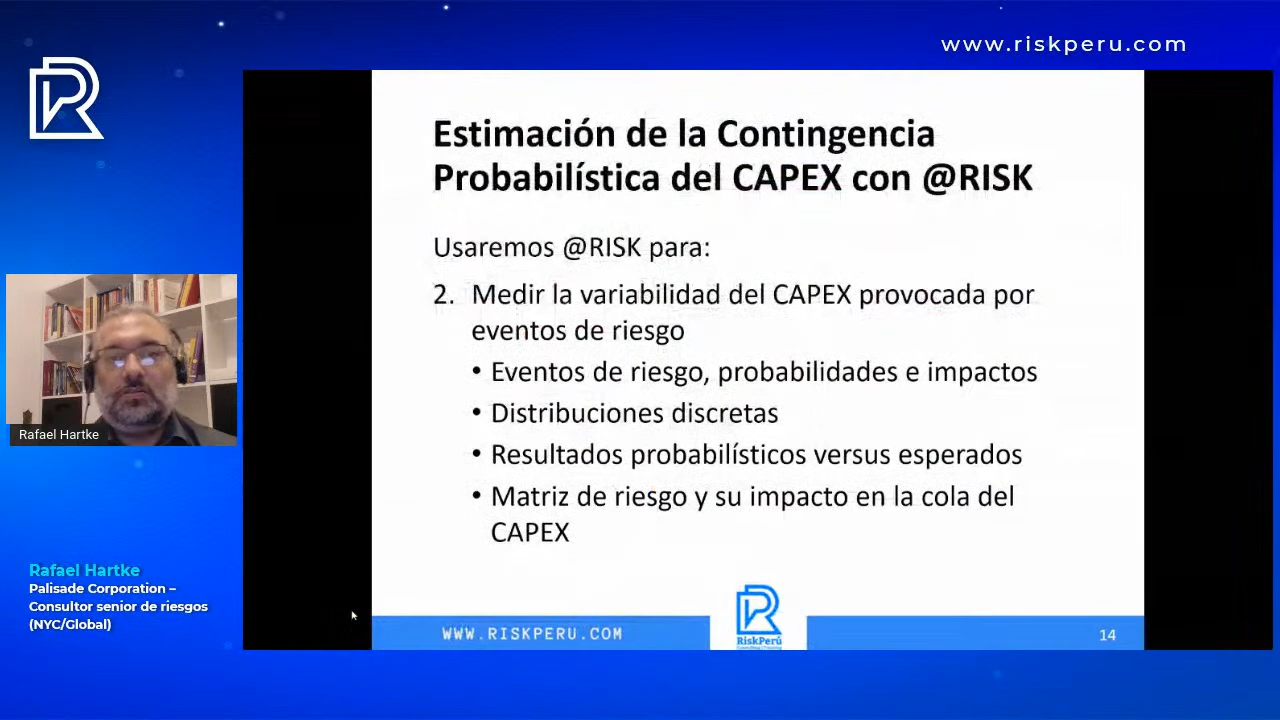 www.riskperu.com
Estimación de la Contingencia
Probabilística del CAPEX con @RISK
Usaremos @RISK para:
2. Medir la variabilidad del CAPEX provocada por
eventos de riesgo
• Eventos de riesgo, probabilidades e impactos
• Distribuciones discretas
• Resultados probabilísticos versus esperados
• Matriz de riesgo y su impacto en la cola del
CAPEX
Rafael Hartke
Rafael Hartke
Palisade Corporation –
Consultor senior de riesgos
(NYC/Global)
WWW.RISKPERU.COM
RiskPerú
14